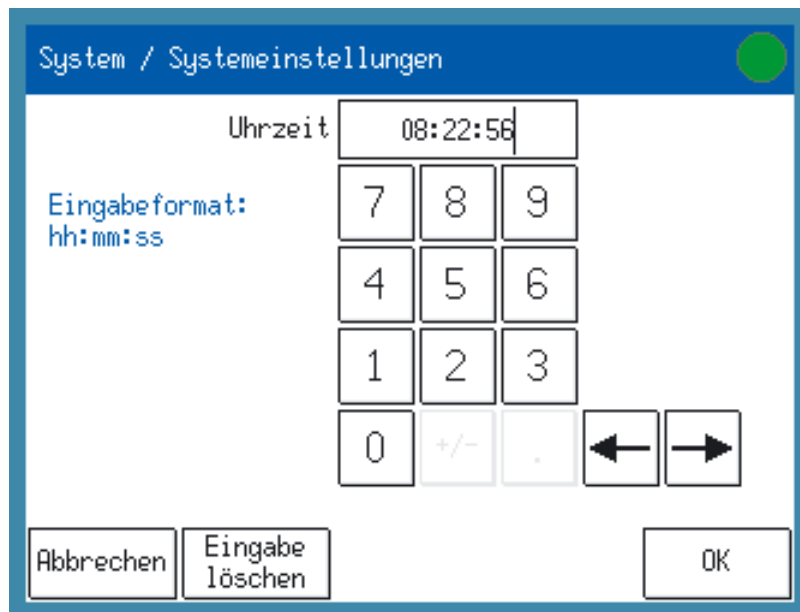 System / Systemeinstellungen
Uhrzeit 08:22:56
Eingabeformat:
hh:mm:ss
7 8 9
4 5 6
1 2 3
0 +/- .
Abbrechen
Eingabe
löschen
OK